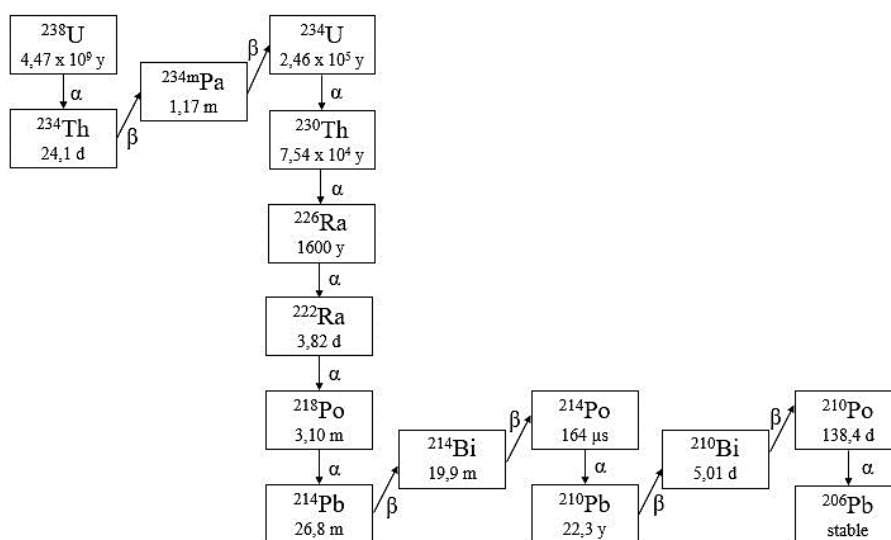 ²³⁸U
4,47 x 10⁹ y
α
²³⁴Th
24,1 d
β
²³⁴ᵐPa
1,17 m
β
²³⁴U
2,46 x 10⁵ y
α
²³⁰Th
7,54 x 10⁴ y
α
²²⁶Ra
1600 y
α
²²²Ra
3,82 d
α
²¹⁸Po
3,10 m
α
²¹⁴Pb
26,8 m
β
²¹⁴Bi
19,9 m
β
²¹⁴Po
164 µs
α
²¹⁰Pb
22,3 y
β
²¹⁰Bi
5,01 d
β
²¹⁰Po
138,4 d
α
²⁰⁶Pb
stable